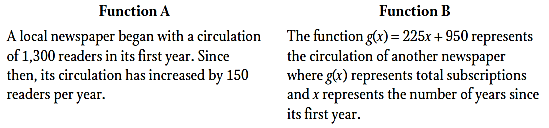 Function A
A local newspaper began with a circulation
of 1,300 readers in its first year. Since
then, its circulation has increased by 150
readers per year.
Function B
The function g(x) = 225x + 950 represents
the circulation of another newspaper
where g(x) represents total subscriptions
and x represents the number of years since
its first year.